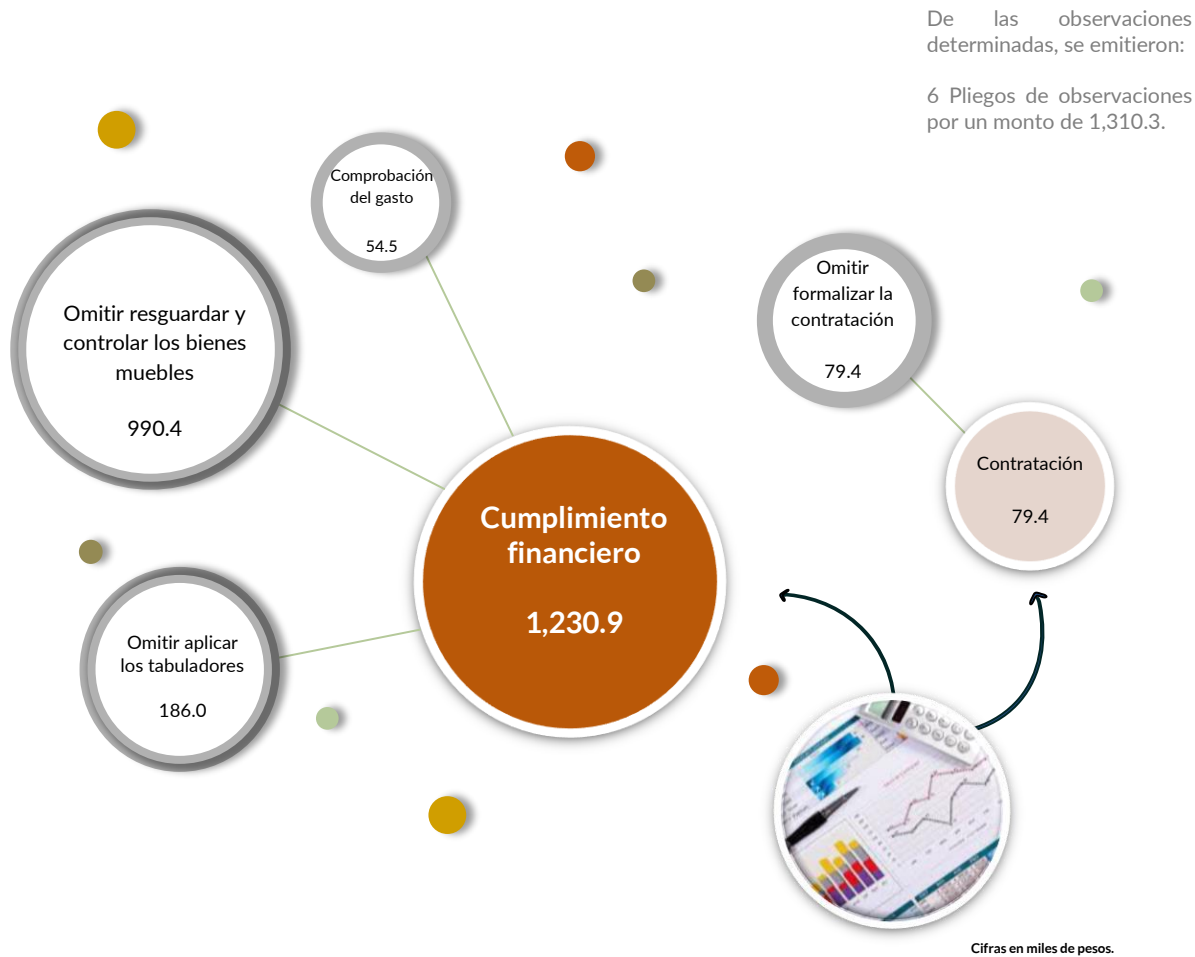 De las observaciones
determinadas, se emitieron:
6 Pliegos de observaciones
por un monto de 1,310.3.
Comprobación
del gasto
54.5
Omitir resguardar y
controlar los bienes
muebles
990.4
Omitir
formalizar la
contratación
79.4
Contratación
79.4
Cumplimiento
financiero
1,230.9
Omitir aplicar
los tabuladores
186.0
Cifras en miles de pesos.